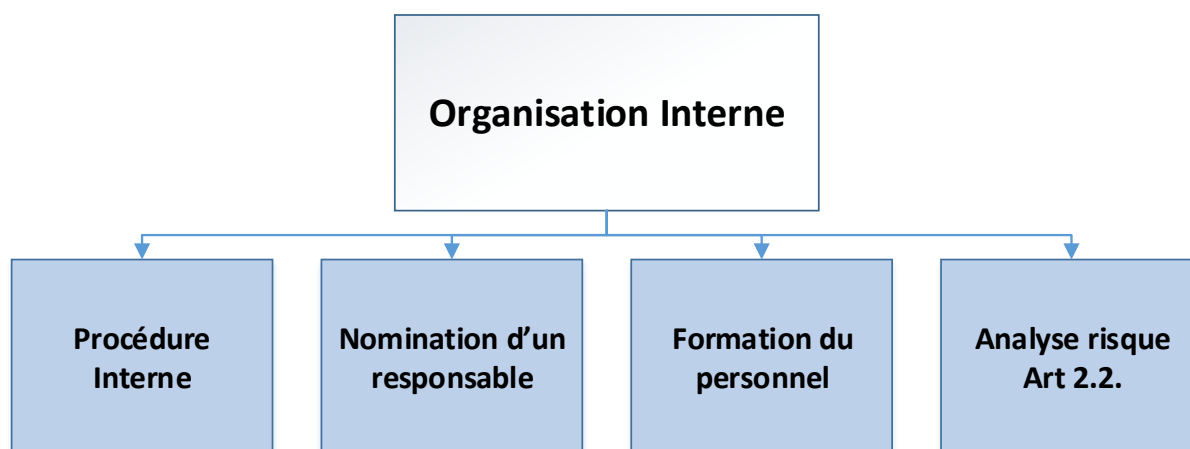 Organisation Interne
Procédure
Interne
Nomination d’un
responsable
Formation du
personnel
Analyse risque
Art 2.2.